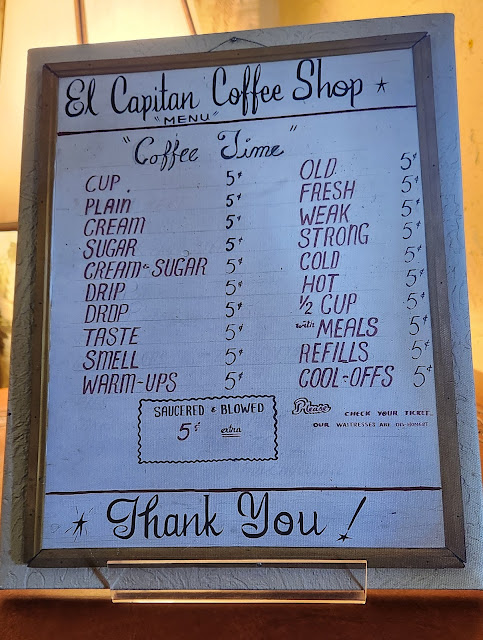 El Capitan Coffee Shop
"MENU"
"Coffee Time"
CUP 5¢
PLAIN 5¢
CREAM 5¢
SUGAR 5¢
CREAM & SUGAR 5¢
DRIP 5¢
DROP 5¢
TASTE 5¢
SMELL 5¢
WARM-UPS 5¢
OLD 5¢
FRESH 5¢
WEAK 5¢
STRONG 5¢
COLD 5¢
HOT 5¢
½ CUP 5¢
with MEALS 5¢
REFILLS 5¢
COOL-OFFS 5¢
SAUCERED & BLOWED
5¢ extra
Please CHECK YOUR TICKET..
OUR WAITRESSES ARE DIS-HONEST
Thank You!